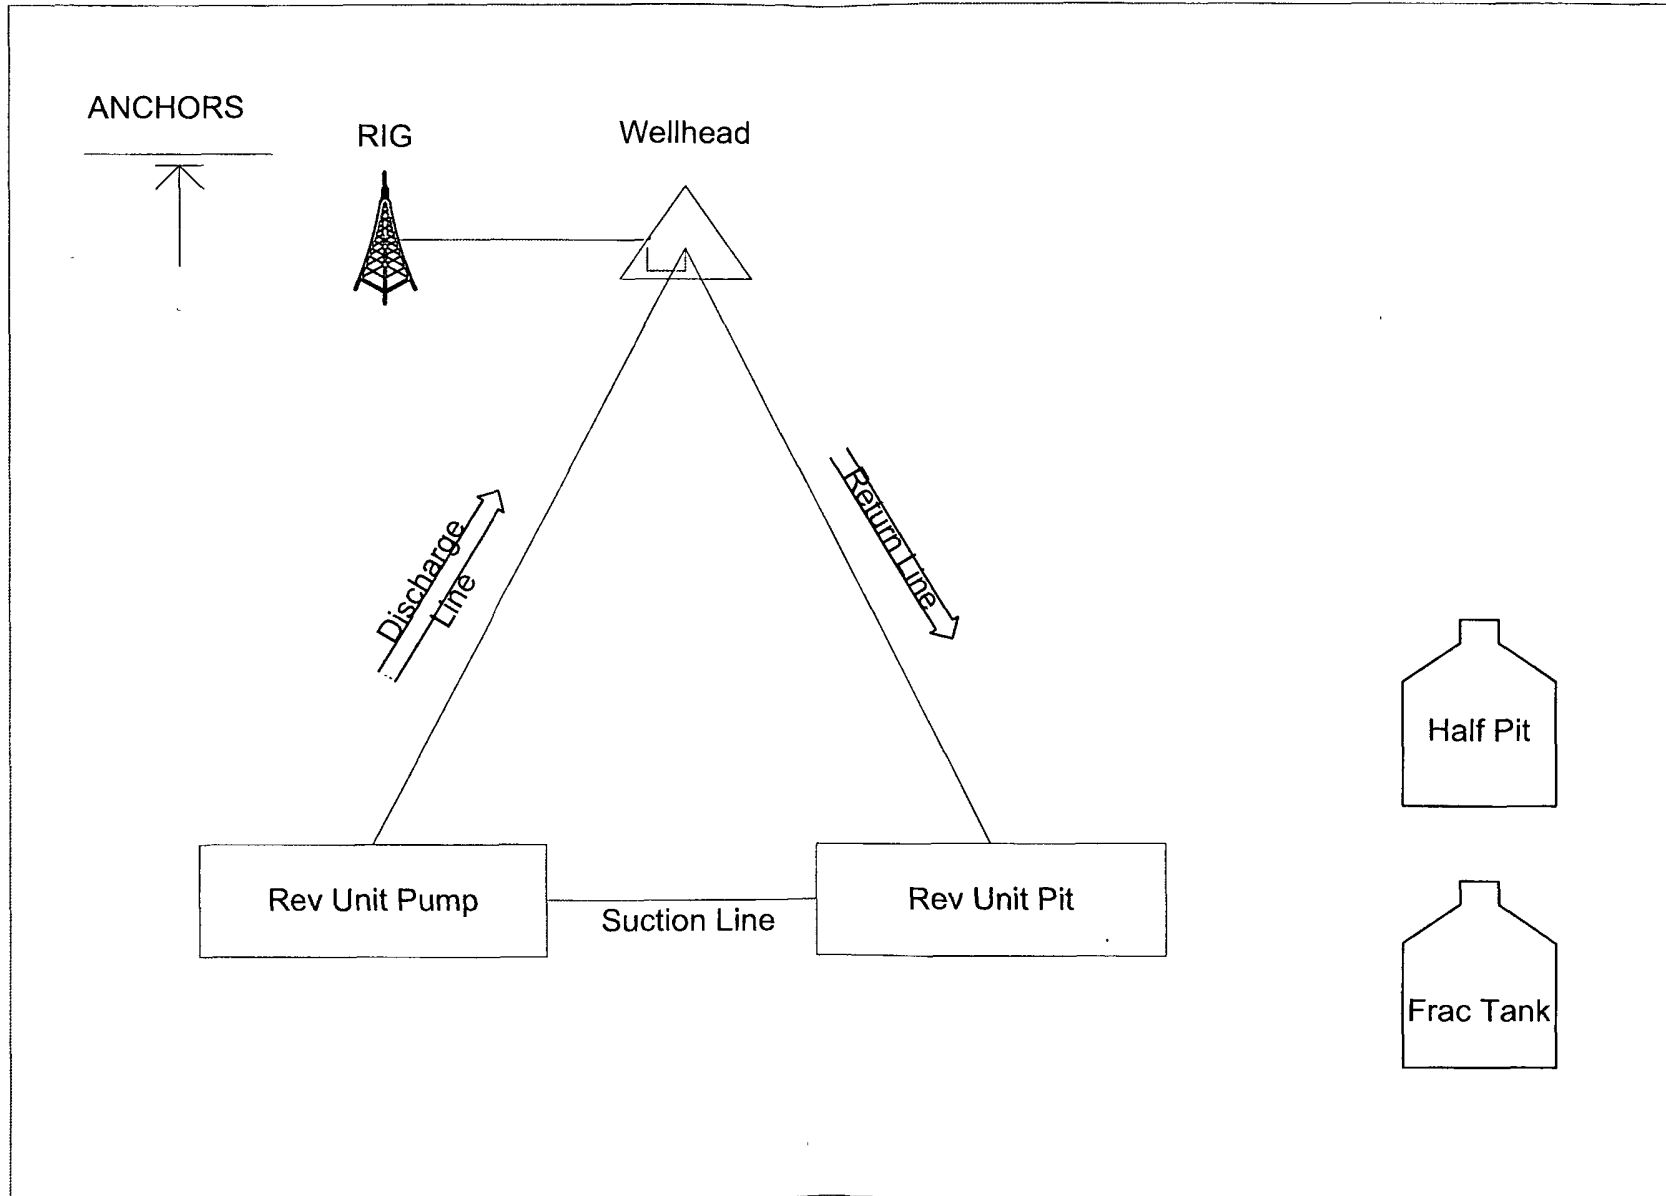 ANCHORS
RIG
Wellhead
Discharge
Line
Return Line
Half Pit
Rev Unit Pump
Suction Line
Rev Unit Pit
Frac Tank